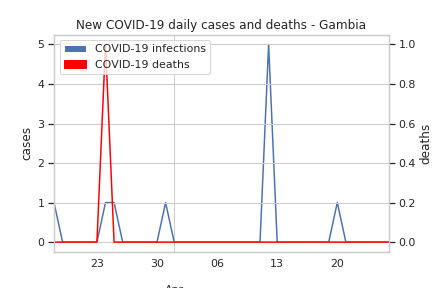 New COVID-19 daily cases and deaths - Gambia
COVID-19 infections
COVID-19 deaths
5
4
3
2
1
0
cases
1.0
0.8
0.6
0.4
0.2
0.0
deaths
23 30 06 13 20
Apr